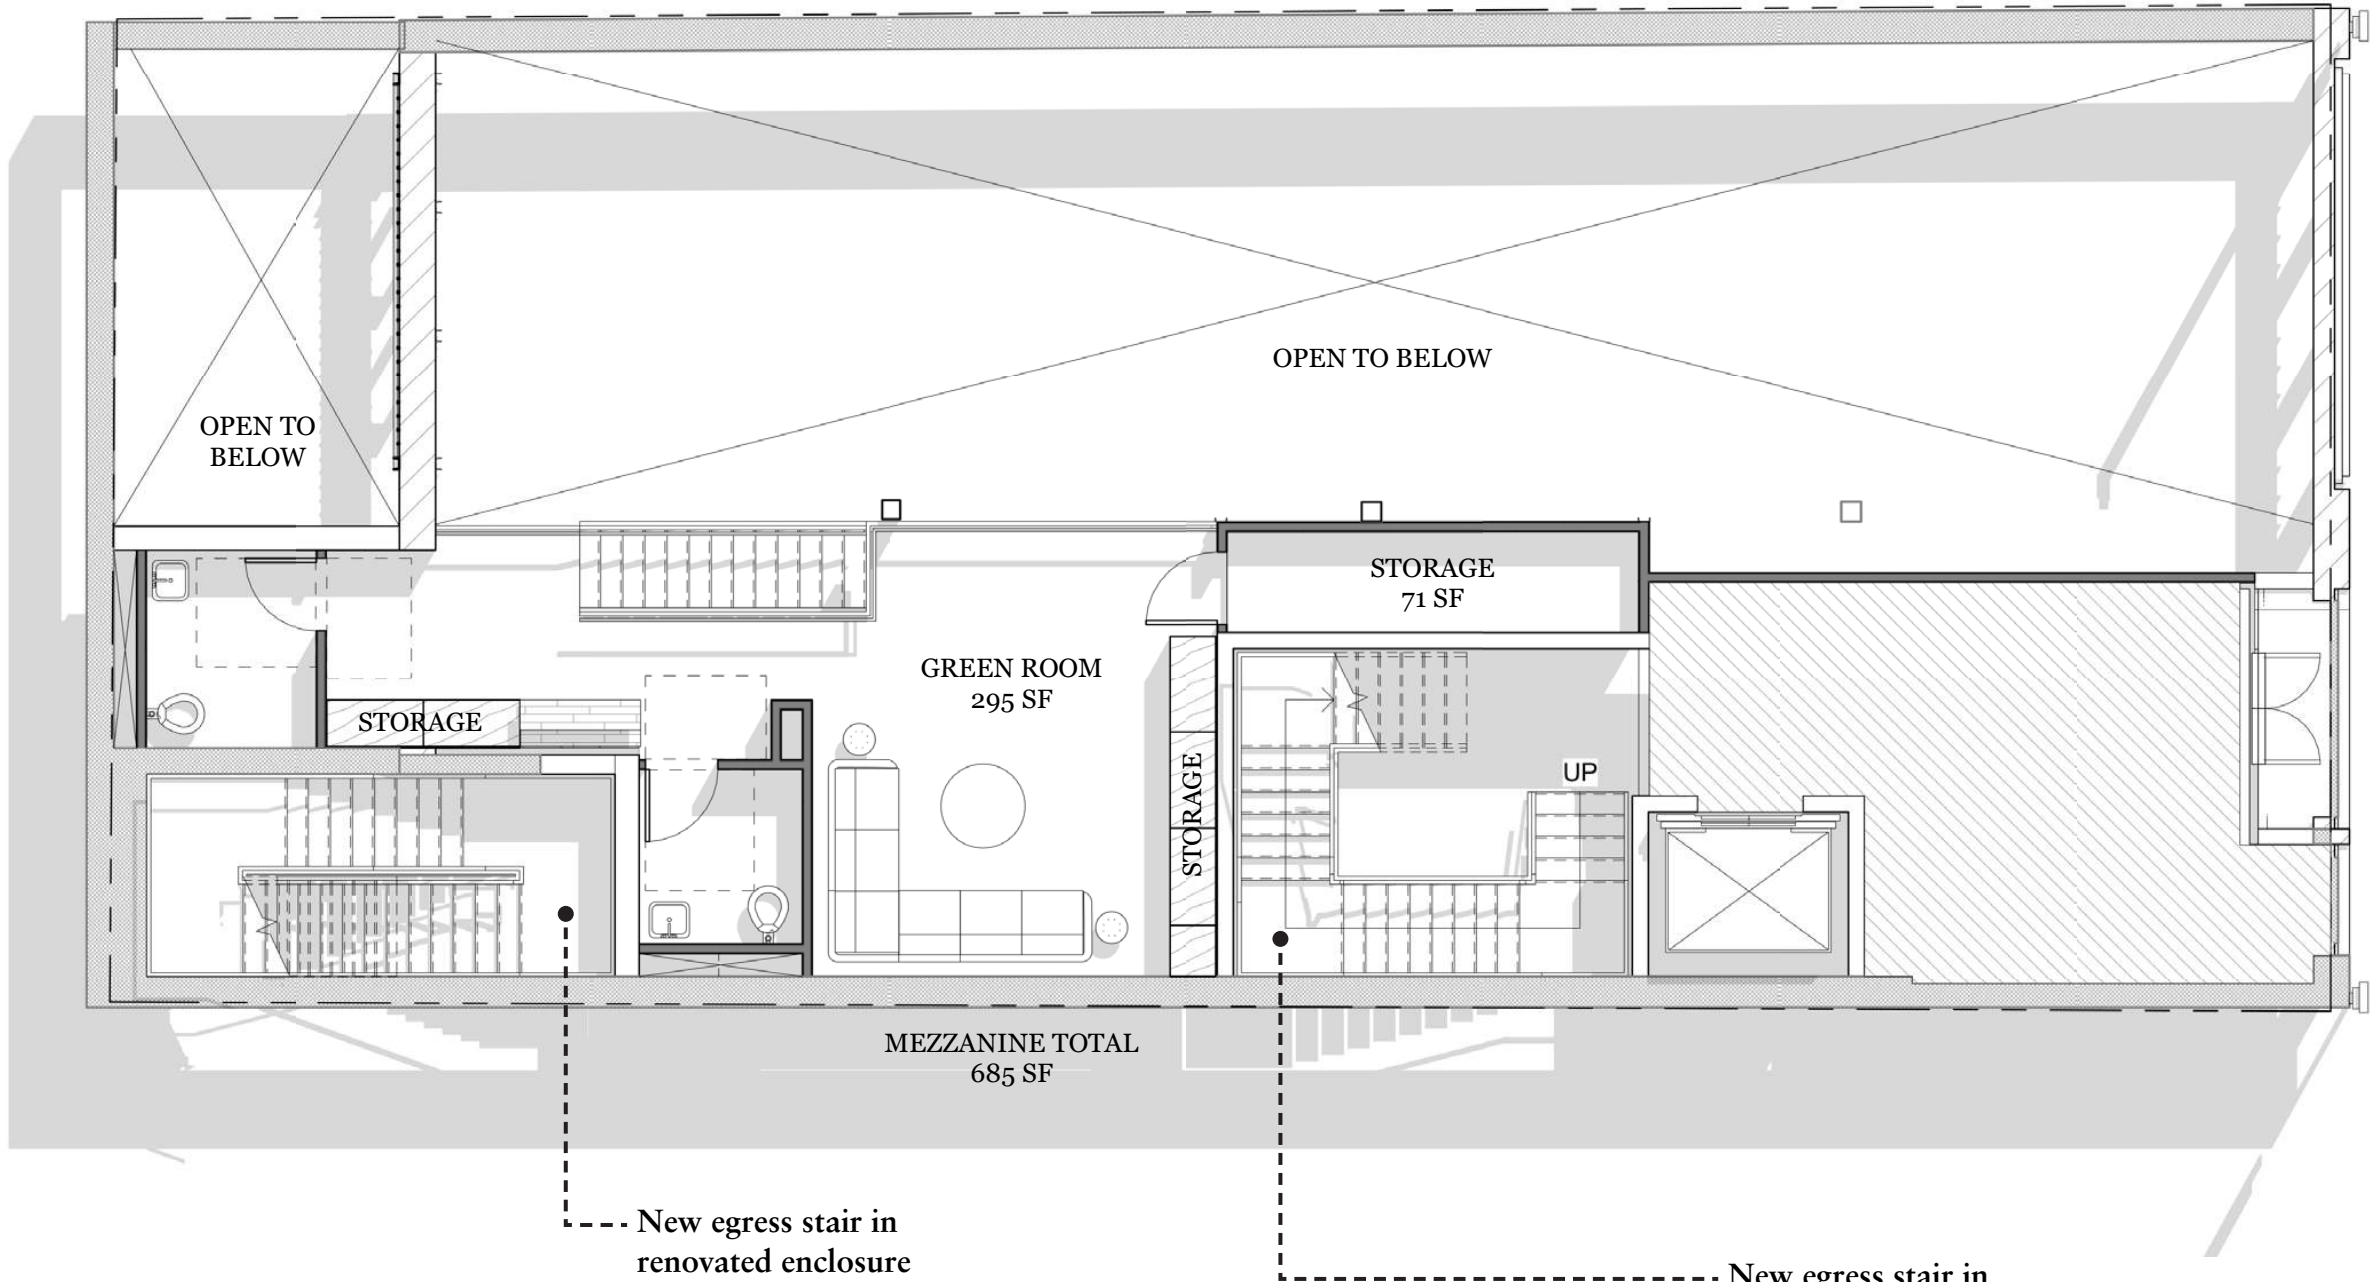 OPEN TO BELOW
OPEN TO
BELOW
STORAGE
71 SF
GREEN ROOM
295 SF
STORAGE
STORAGE
UP
MEZZANINE TOTAL
685 SF
New egress stair in
renovated enclosure
New egress stair in